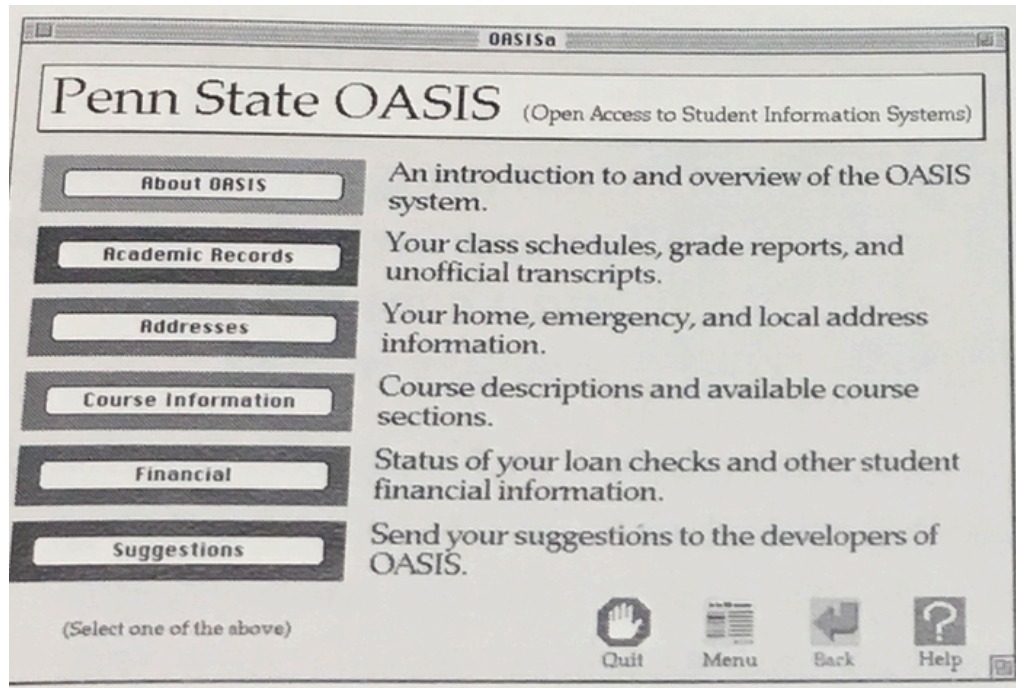 OASISa
Penn State OASIS (Open Access to Student Information Systems)
About OASIS
An introduction to and overview of the OASIS
system.
Academic Records
Your class schedules, grade reports, and
unofficial transcripts.
Addresses
Your home, emergency, and local address
information.
Course Information
Course descriptions and available course
sections.
Financial
Status of your loan checks and other student
financial information.
Suggestions
Send your suggestions to the developers of
OASIS.
(Select one of the above)
Quit
Menu
Back
Help